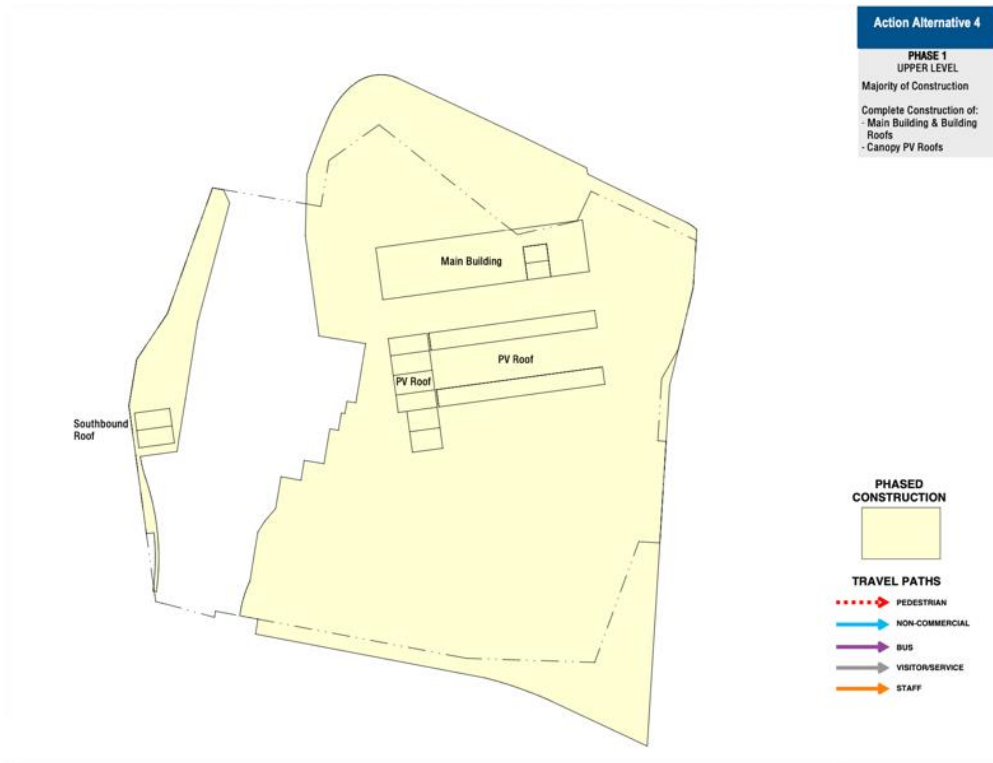 Action Alternative 4
PHASE 1
UPPER LEVEL
Majority of Construction
Complete Construction of:
- Main Building & Building
Roofs
- Canopy PV Roofs
Main Building
PV Roof
PV Roof
Southbound
Roof
PHASED
CONSTRUCTION
TRAVEL PATHS
PEDESTRIAN
NON-COMMERCIAL
BUS
VISITOR/SERVICE
STAFF